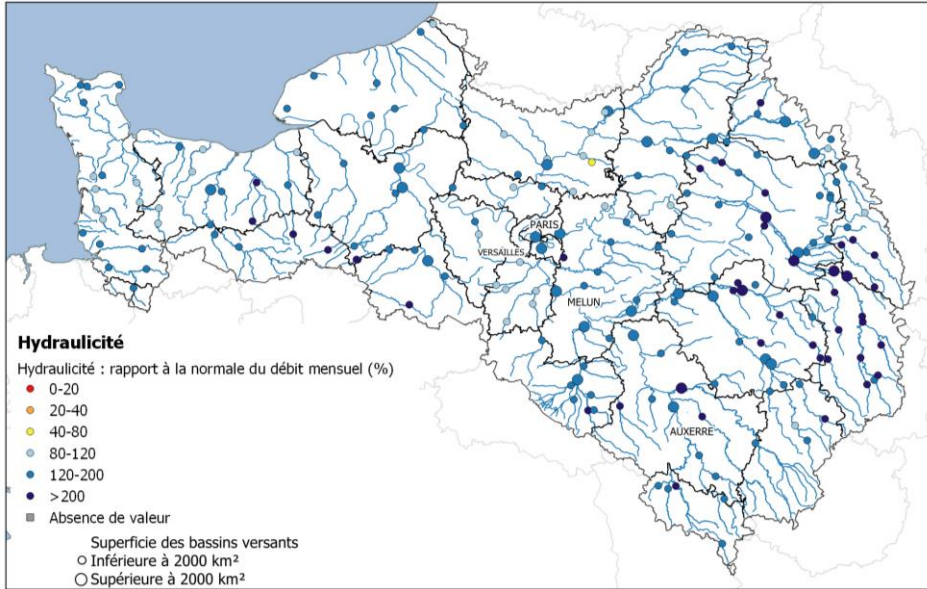 PARIS
VERSAILLES
MELUN
AUXERRE
Hydraulicité
Hydraulicité : rapport à la normale du débit mensuel (%)
0-20
20-40
40-80
80-120
120-200
>200
Absence de valeur
Superficie des bassins versants
Inférieure à 2000 km²
Supérieure à 2000 km²